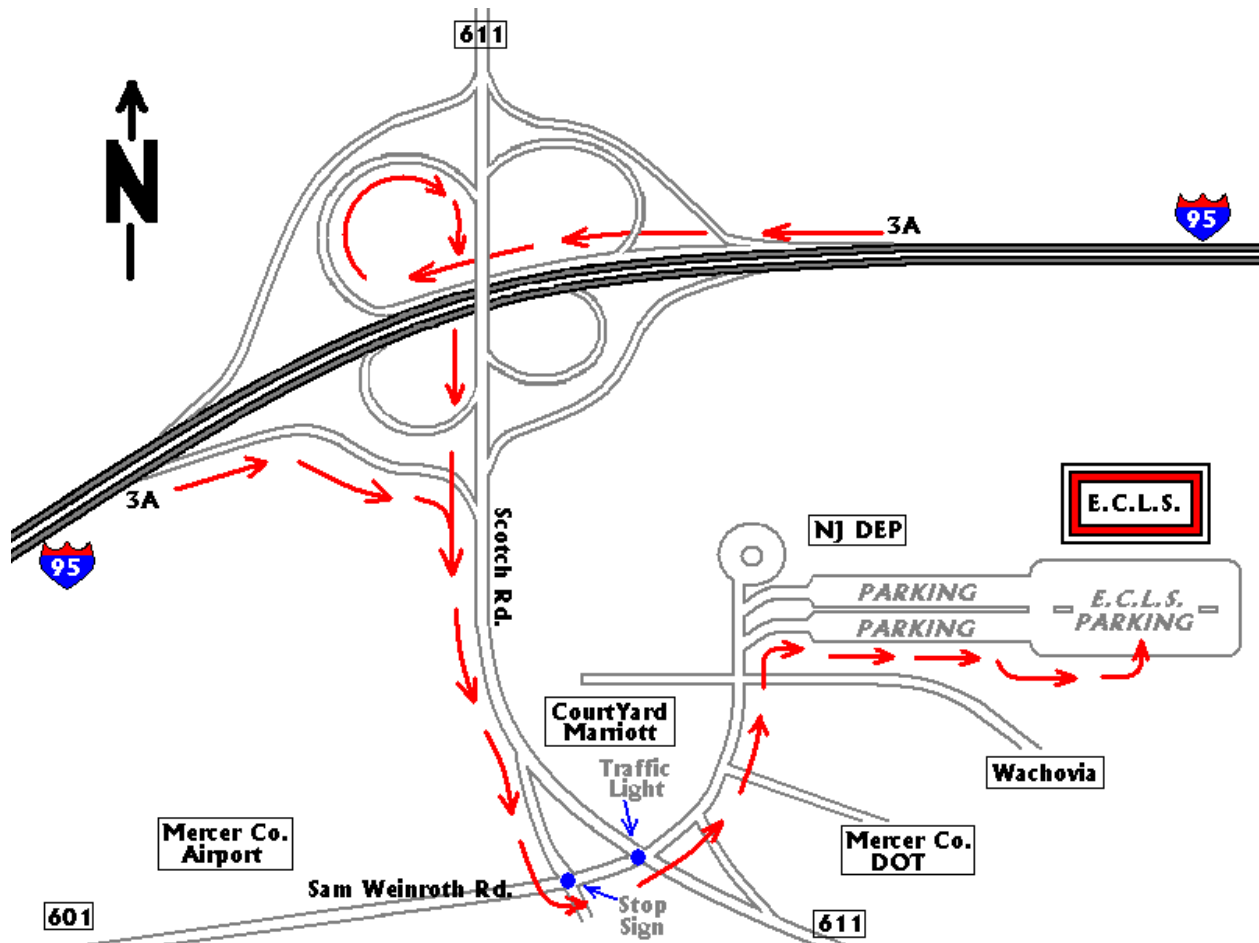 611
N
95
3A
3A
95
Scotch Rd.
E.C.L.S.
NJ DEP
PARKING
E.C.L.S.
PARKING
PARKING
CourtYard
Marriott
Traffic
Light
Wachovia
Mercer Co.
Airport
Mercer Co.
DOT
Sam Weinroth Rd.
Stop
Sign
601
611